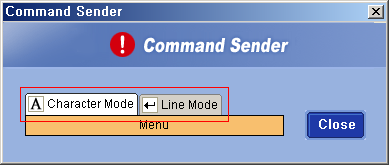 Command Sender
Command Sender
A Character Mode
Line Mode
Menu
Close